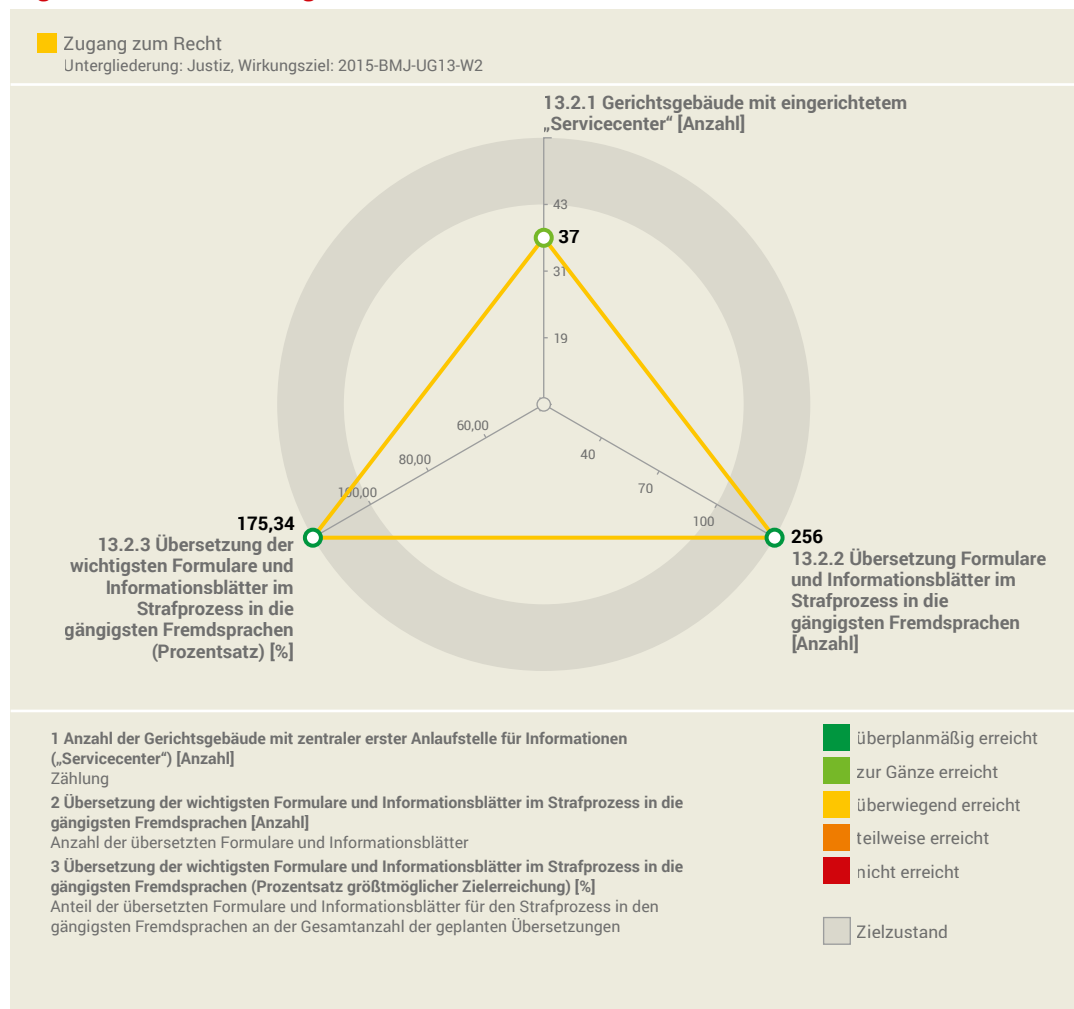 Zugang zum Recht
Untergliederung: Justiz, Wirkungsziel: 2015-BMJ-UG13-W2
13.2.1 Gerichtsgebäude mit eingerichtetem
„Servicecenter“ [Anzahl]
43
37
31
19
60,00
80,00
100,00
40
70
100
175,34
13.2.3 Übersetzung der
wichtigsten Formulare und
Informationsblätter im
Strafprozess in die
gängigsten Fremdsprachen
(Prozentsatz) [%]
256
13.2.2 Übersetzung Formulare
und Informationsblätter im
Strafprozess in die
gängigsten Fremdsprachen
[Anzahl]
1 Anzahl der Gerichtsgebäude mit zentraler erster Anlaufstelle für Informationen
(„Servicecenter“) [Anzahl]
Zählung
2 Übersetzung der wichtigsten Formulare und Informationsblätter im Strafprozess in die
gängigsten Fremdsprachen [Anzahl]
Anzahl der übersetzten Formulare und Informationsblätter
3 Übersetzung der wichtigsten Formulare und Informationsblätter im Strafprozess in die
gängigsten Fremdsprachen (Prozentsatz größtmöglicher Zielerreichung) [%]
Anteil der übersetzten Formulare und Informationsblätter für den Strafprozess in den
gängigsten Fremdsprachen an der Gesamtanzahl der geplanten Übersetzungen
überplanmäßig erreicht
zur Gänze erreicht
überwiegend erreicht
teilweise erreicht
nicht erreicht
Zielzustand